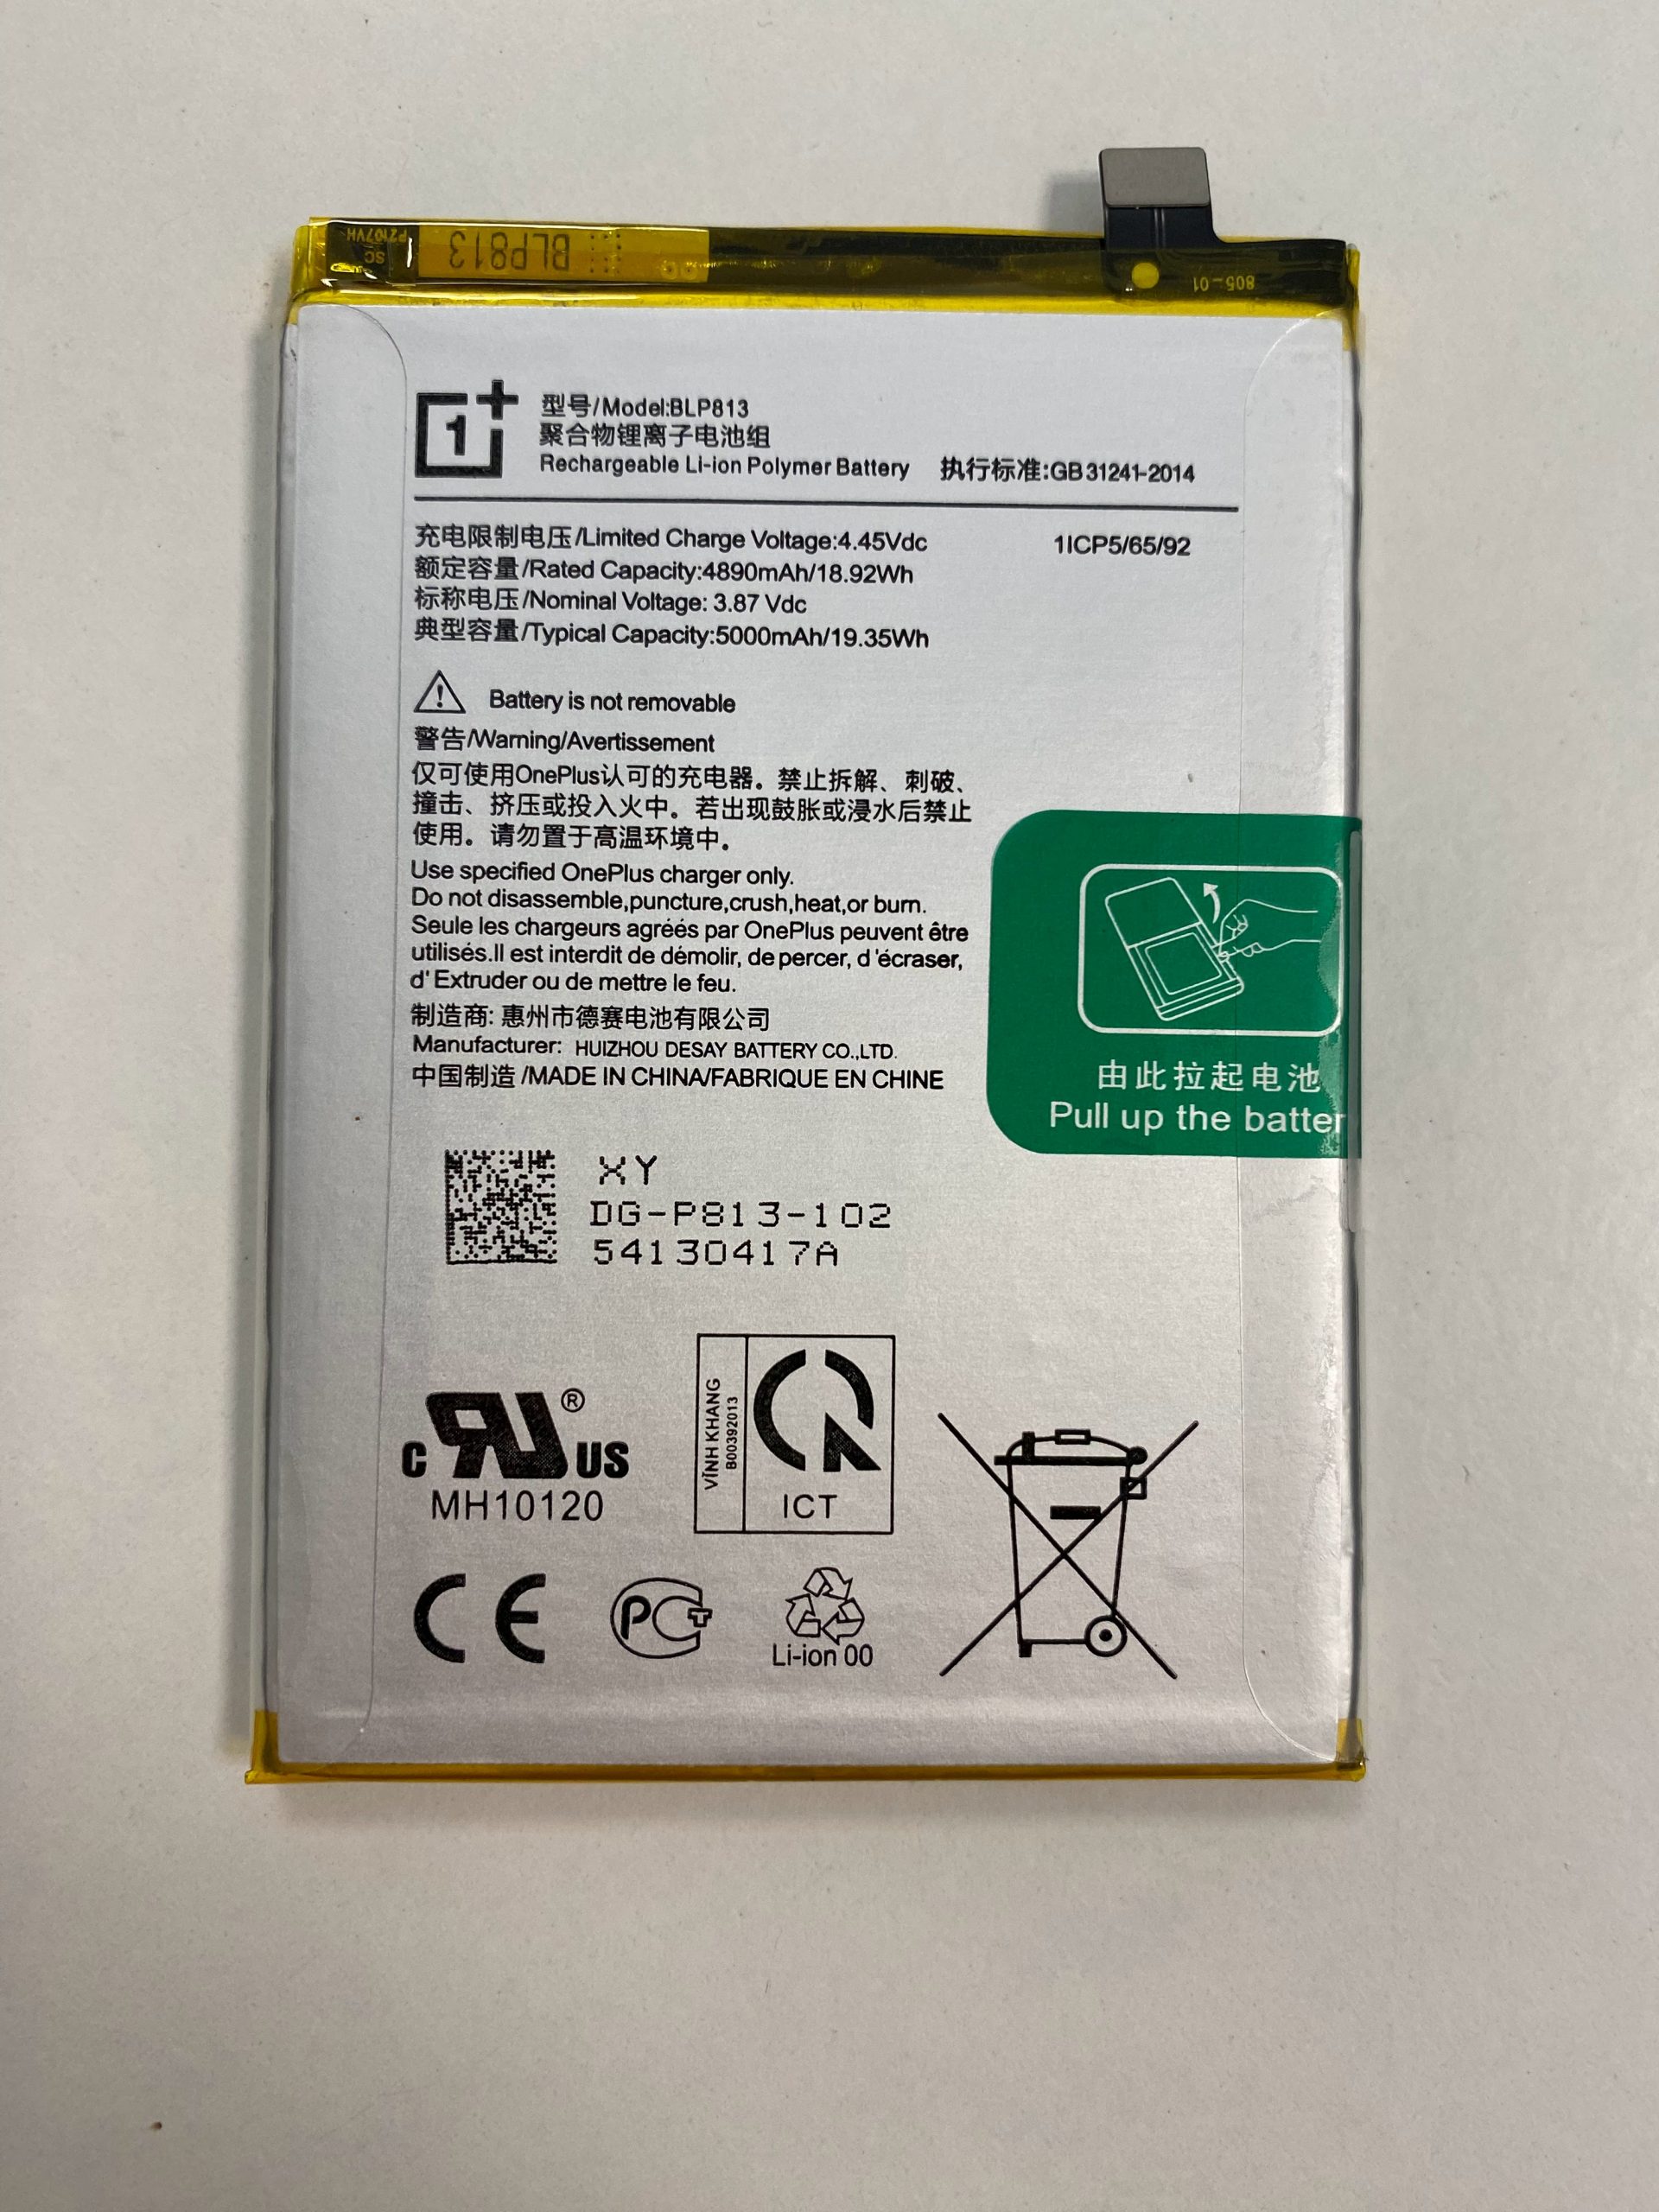 PZ107VH
SC
BLP813
805-01
1+
型号/Model:BLP813
聚合物锂离子电池组
Rechargeable Li-ion Polymer Battery 执行标准:GB 31241-2014
充电限制电压/Limited Charge Voltage:4.45Vdc 1ICP5/65/92
额定容量/Rated Capacity:4890mAh/18.92Wh
标称电压/Nominal Voltage: 3.87 Vdc
典型容量/Typical Capacity:5000mAh/19.35Wh
Battery is not removable
警告/Warning/Avertissement
仅可使用OnePlus认可的充电器。禁止拆解、刺破、
撞击、挤压或投入火中。若出现鼓胀或浸水后禁止
使用。请勿置于高温环境中。
Use specified OnePlus charger only.
Do not disassemble,puncture,crush,heat,or burn.
Seule les chargeurs agréés par OnePlus peuvent être
utilisés.Il est interdit de démolir, de percer, d'écraser,
d'Extruder ou de mettre le feu.
制造商: 惠州市德赛电池有限公司
Manufacturer: HUIZHOU DESAY BATTERY CO.,LTD.
中国制造/MADE IN CHINA/FABRIQUE EN CHINE
由此拉起电池
Pull up the batter
XY
DG-P813-102
54130417A
c RU ® US
MH10120
VĨNH KHANG
B00392013
ICT
CE
PCT
Li-ion 00